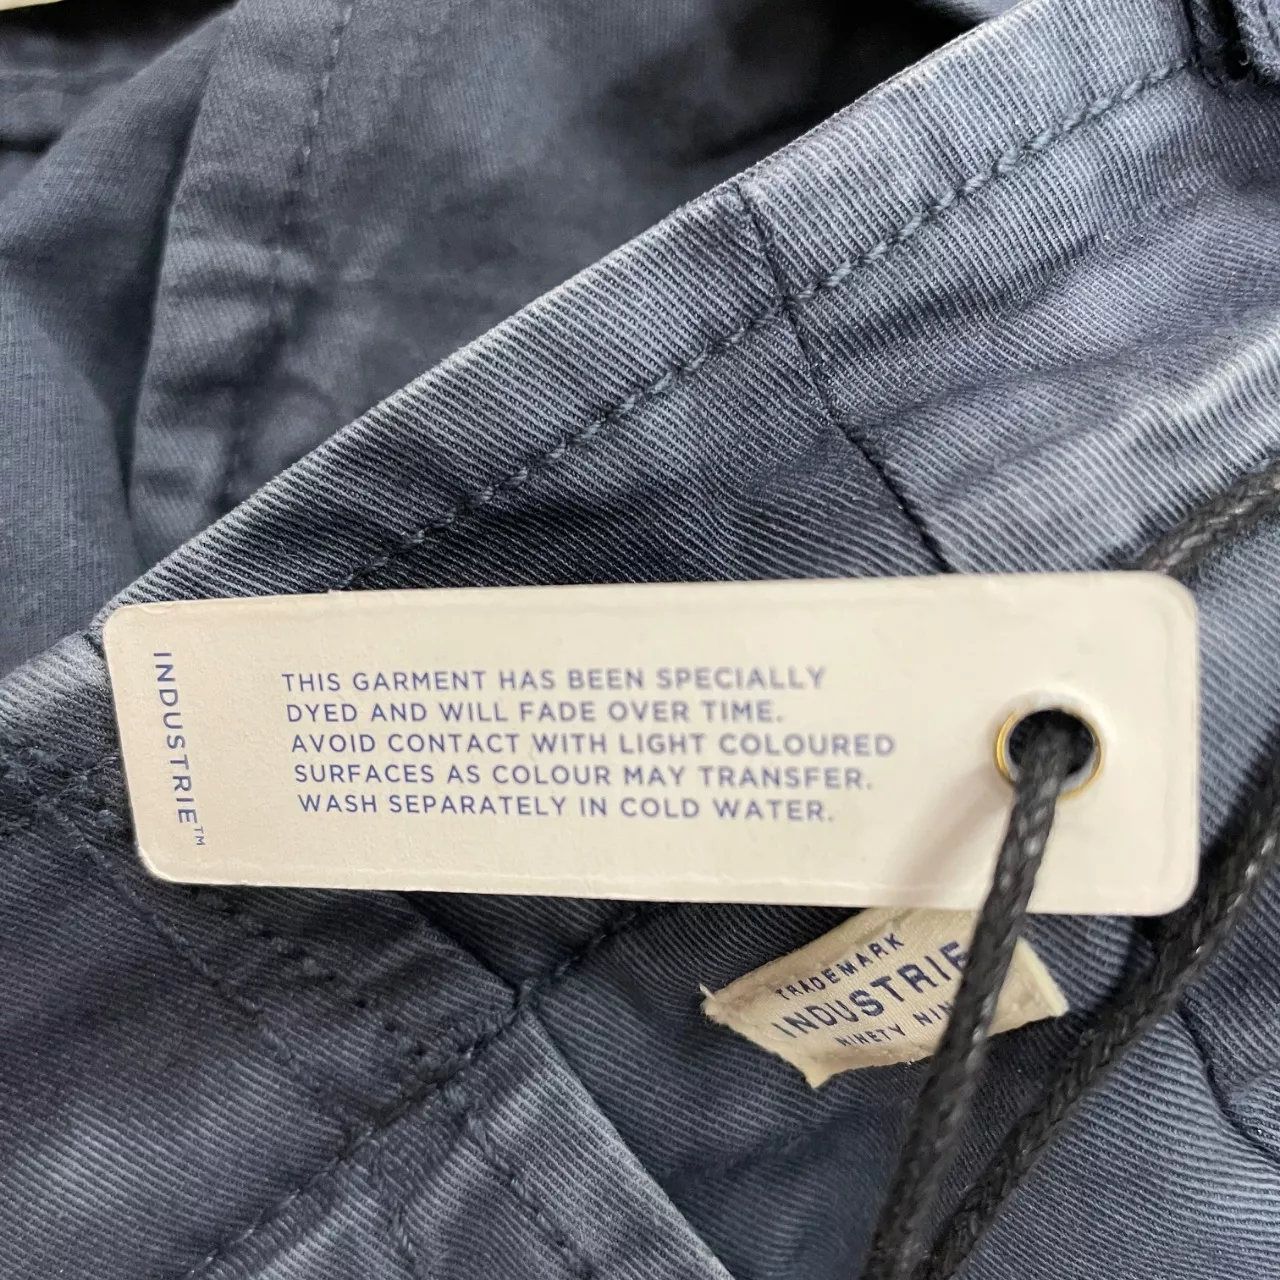 INDUSTRIE™
THIS GARMENT HAS BEEN SPECIALLY
DYED AND WILL FADE OVER TIME.
AVOID CONTACT WITH LIGHT COLOURED
SURFACES AS COLOUR MAY TRANSFER.
WASH SEPARATELY IN COLD WATER.
TRADEMARK
INDUSTRIE
NINETY